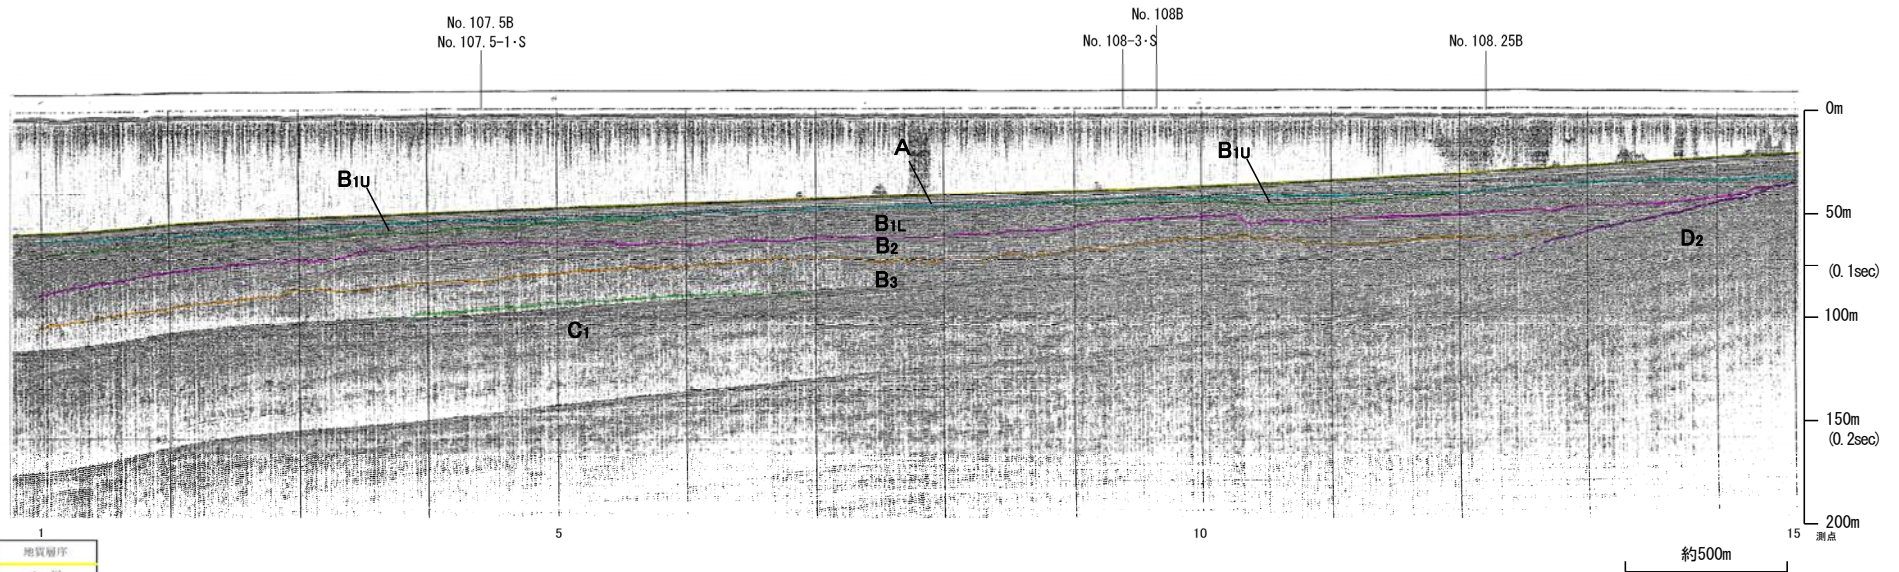 No. 107. 5B
No. 107. 5-1・S
No. 108B
No. 108-3・S
No. 108. 25B
0m
A
B1U
B1U
50m
B1L
B2
D2
(0.1sec)
B3
100m
C1
150m
(0.2sec)
200m
1
5
10
15
測点
地質層序
約500m